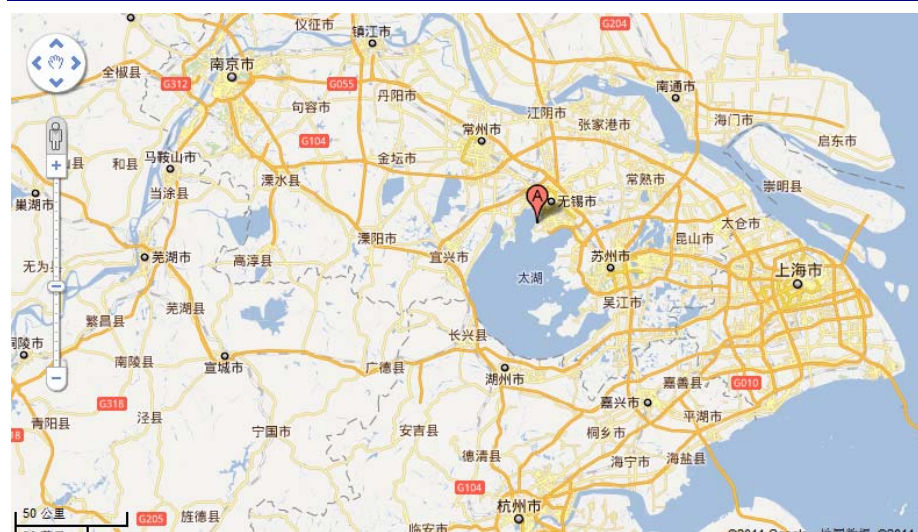 仪征市
镇江市
G204
南京市
全椒县
G312
G055
丹阳市
南通市
句容市
江阴市
张家港市
海门市
启东市
G104
常州市
和县
马鞍山市
金坛市
常熟市
崇明县
当涂县
溧水县
无锡市
A
巢湖市
太仓市
溧阳市
昆山市
无为县
芜湖市
高淳县
宜兴市
苏州市
太湖
上海市
吴江市
芜湖县
繁昌县
长兴县
铜陵市
南陵县
宣城市
广德县
湖州市
嘉善县
G010
G318
嘉兴市
平湖市
青阳县
泾县
宁国市
安吉县
桐乡市
德清县
海宁市
海盐县
G104
50 公里
G205
旌德县
杭州市
临安市